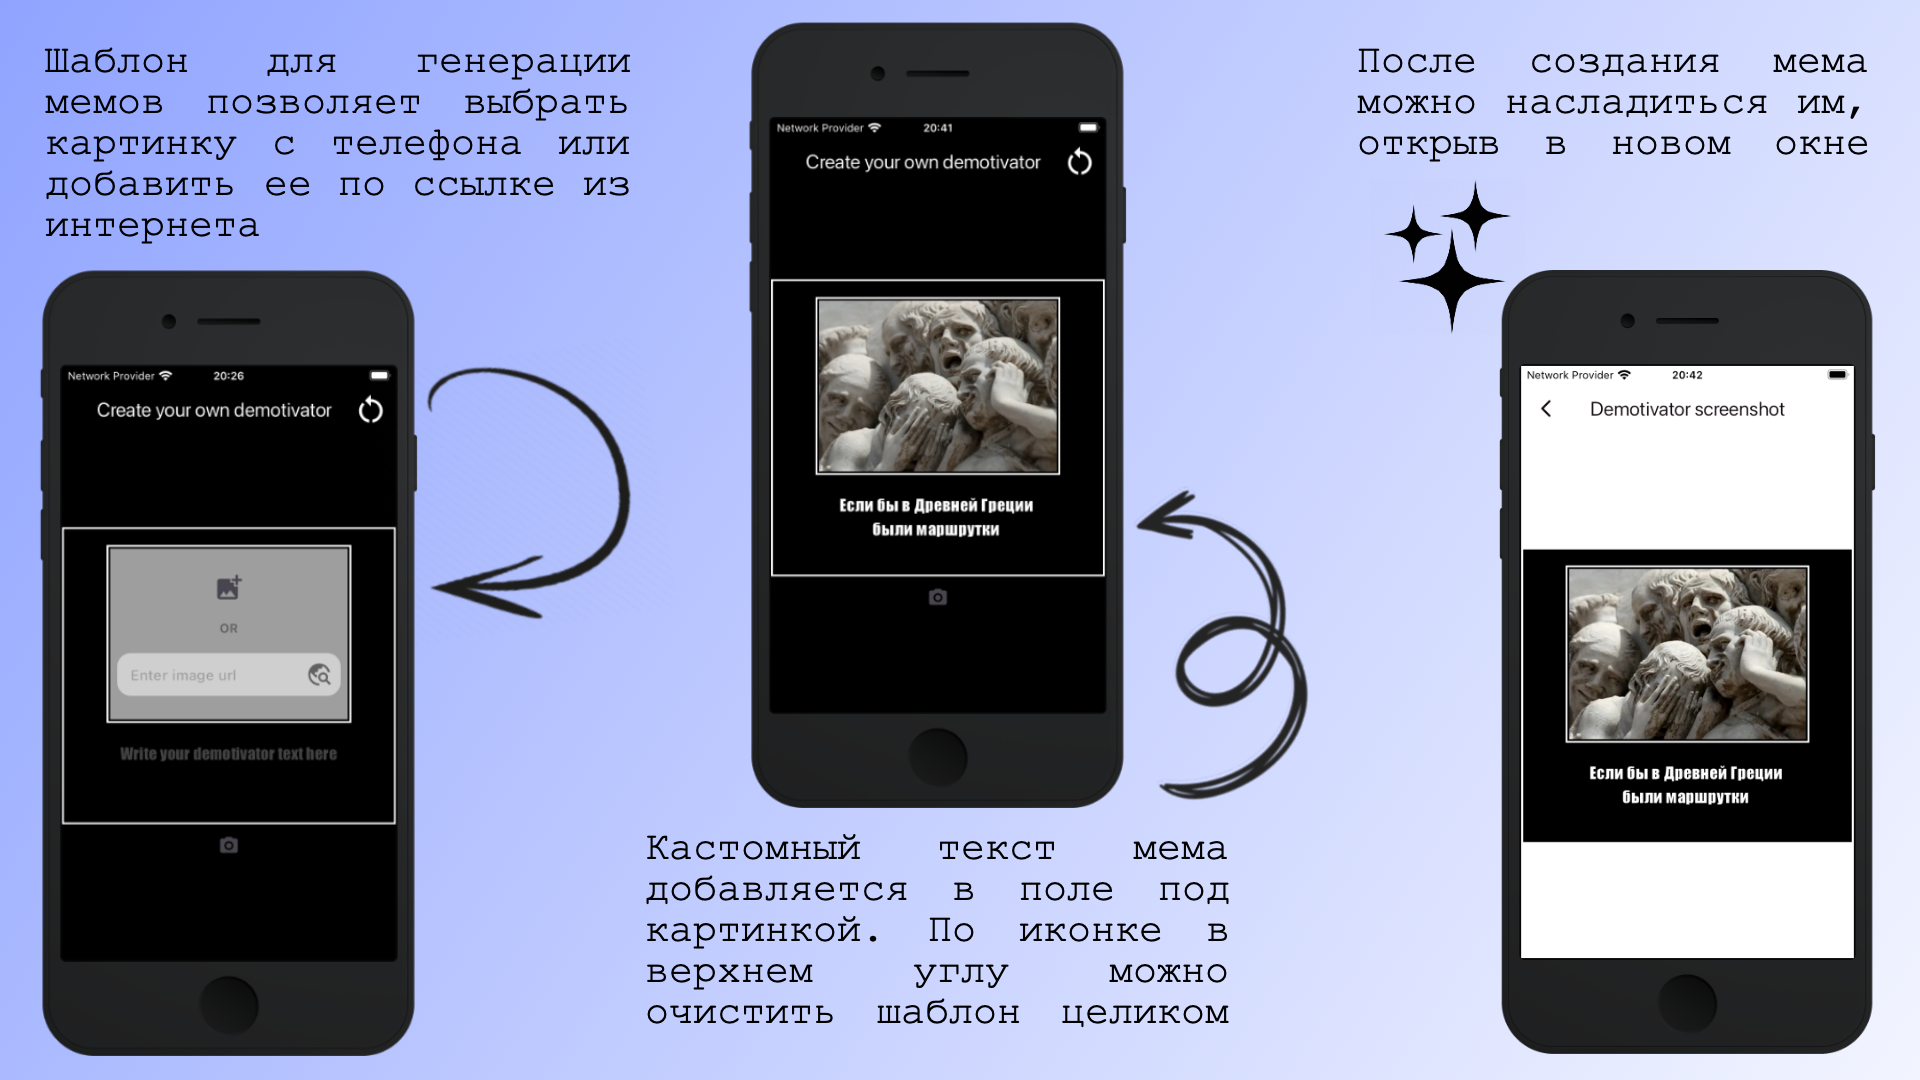 Шаблон для генерации
мемов позволяет выбрать
картинку с телефона или
добавить ее по ссылке из
интернета
Network Provider 20:26
Create your own demotivator
OR
Enter image url
Write your demotivator text here
Network Provider 20:41
Create your own demotivator
Если бы в Древней Греции
были маршрутки
Кастомный текст мема
добавляется в поле под
картинкой. По иконке в
верхнем углу можно
очистить шаблон целиком
После создания мема
можно насладиться им,
открыв в новом окне
Network Provider 20:42
Demotivator screenshot
Если бы в Древней Греции
были маршрутки